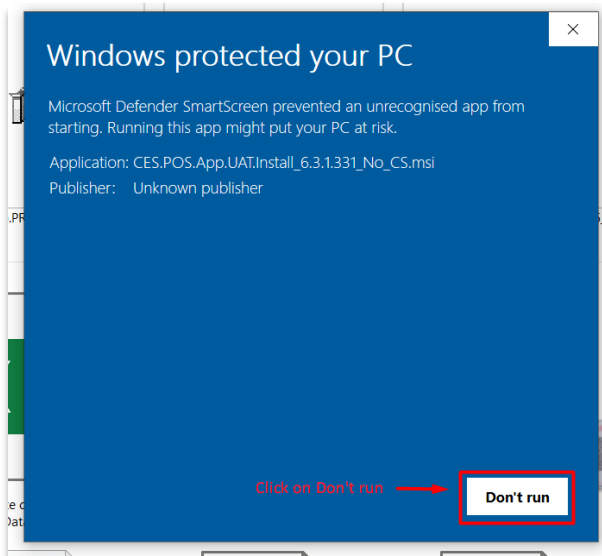 Windows protected your PC
Microsoft Defender SmartScreen prevented an unrecognised app from
starting. Running this app might put your PC at risk.
Application: CES.POS.App.UAT.Install_6.3.1.331_No_CS.msi
Publisher: Unknown publisher
.PR
Click on Don't run
Don't run